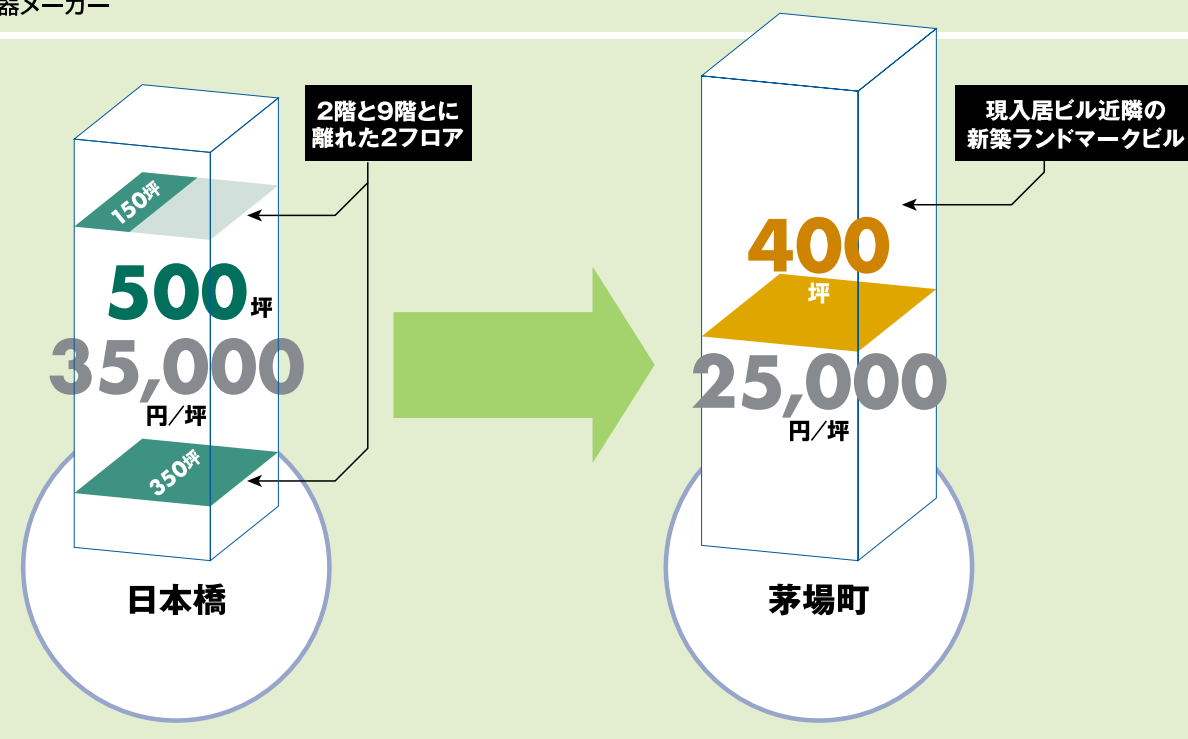 器メーカー
2階と9階とに
離れた2フロア
150坪
500坪
35,000
円／坪
350坪
日本橋
現入居ビル近隣の
新築ランドマークビル
400
坪
25,000
円／坪
茅場町